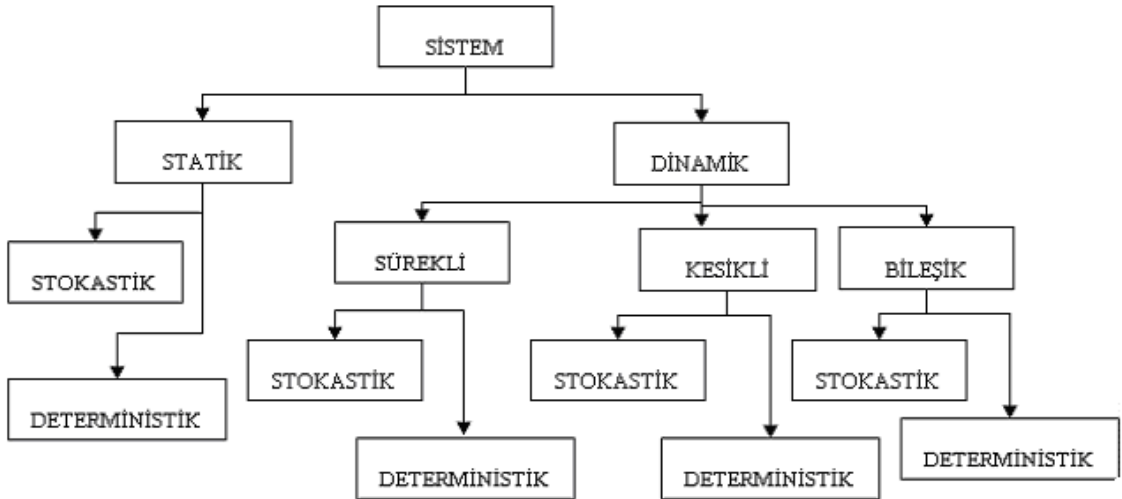 SİSTEM
STATİK
DİNAMİK
STOKASTİK
SÜREKLİ
KESİKLİ
BİLEŞİK
DETERMİNİSTİK
STOKASTİK
STOKASTİK
STOKASTİK
DETERMİNİSTİK
DETERMİNİSTİK
DETERMİNİSTİK